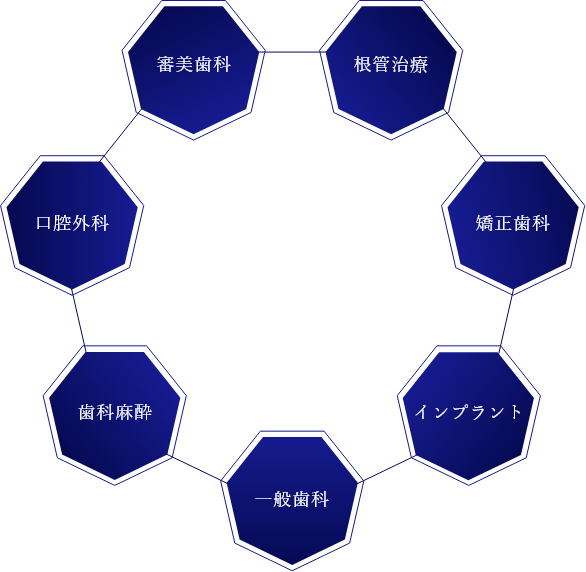 審美歯科
根管治療
口腔外科
矯正歯科
歯科麻酔
インプラント
一般歯科